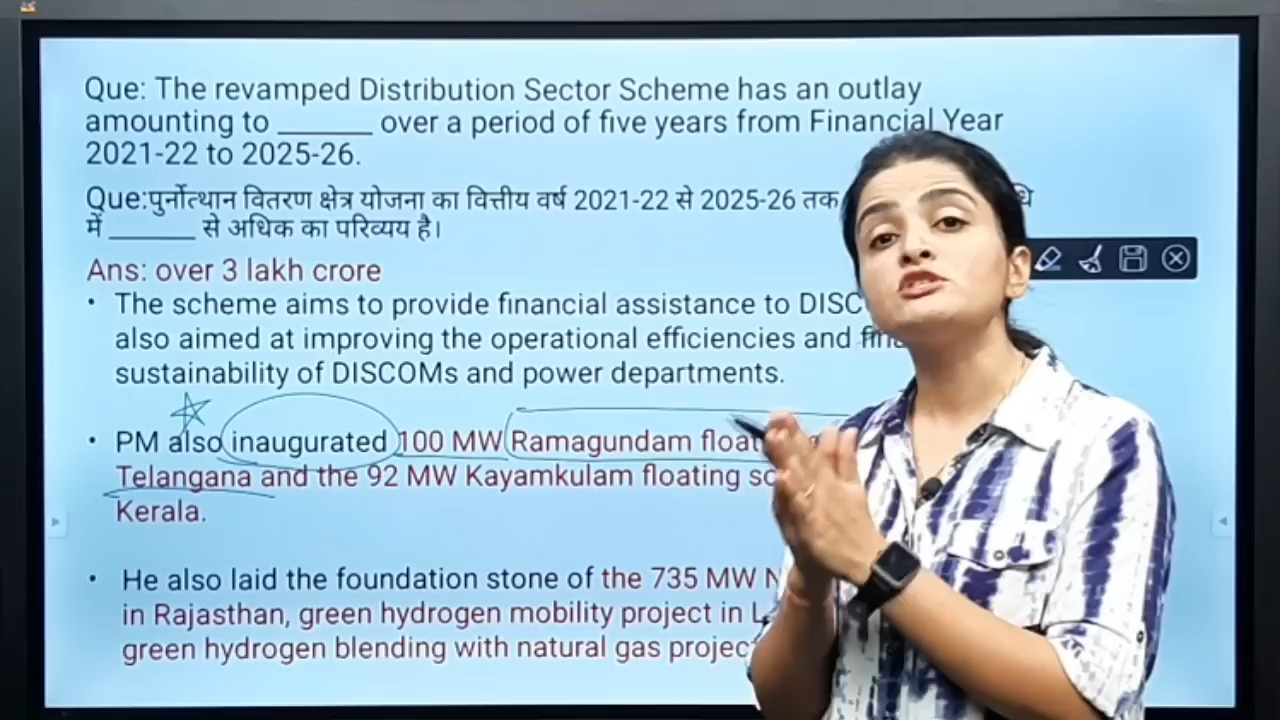 Que: The revamped Distribution Sector Scheme has an outlay
amounting to ______ over a period of five years from Financial Year
2021-22 to 2025-26.
Que:पुर्नोत्थान वितरण क्षेत्र योजना का वित्तीय वर्ष 2021-22 से 2025-26 तक
में ______ से अधिक का परिव्यय है।
Ans: over 3 lakh crore
• The scheme aims to provide financial assistance to
also aimed at improving the operational efficiencies and
sustainability of DISCOMs and power departments.
• PM also inaugurated 100 MW Ramagundam
Telangana and the 92 MW Kayamkulam floating
Kerala.
• He also laid the foundation stone of the 735 MW
in Rajasthan, green hydrogen mobility project in
green hydrogen blending with natural gas